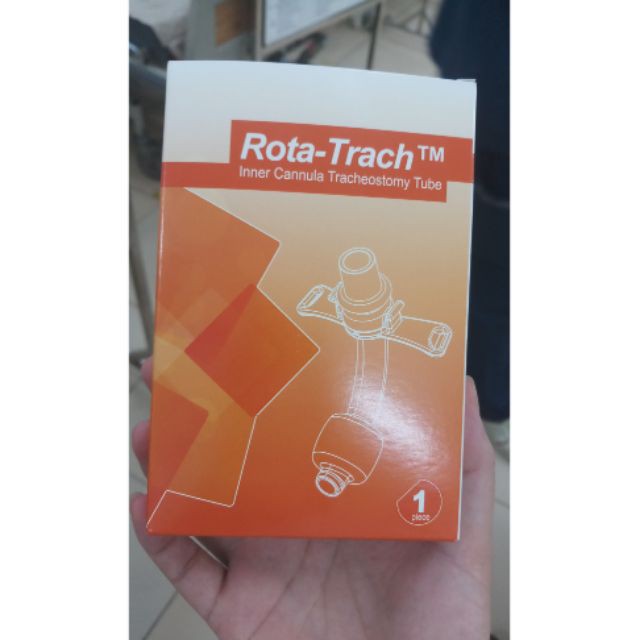 Rota-Trach™
Inner Cannula Tracheostomy Tube
1
piece